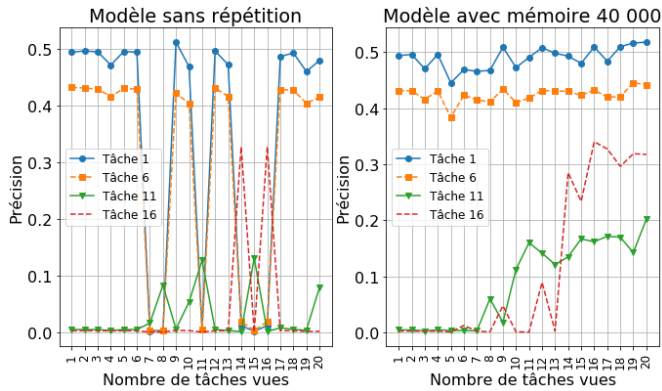 Modèle sans répétition
0.5
0.4
0.3
0.2
0.1
0.0
Précision
Tâche 1
Tâche 6
Tâche 11
Tâche 16
1 2 3 4 5 6 7 8 9 10 11 12 13 14 15 16 17 18 19 20
Nombre de tâches vues
Modèle avec mémoire 40 000
0.5
0.4
0.3
0.2
0.1
0.0
Précision
Tâche 1
Tâche 6
Tâche 11
Tâche 16
1 2 3 4 5 6 7 8 9 10 11 12 13 14 15 16 17 18 19 20
Nombre de tâches vues